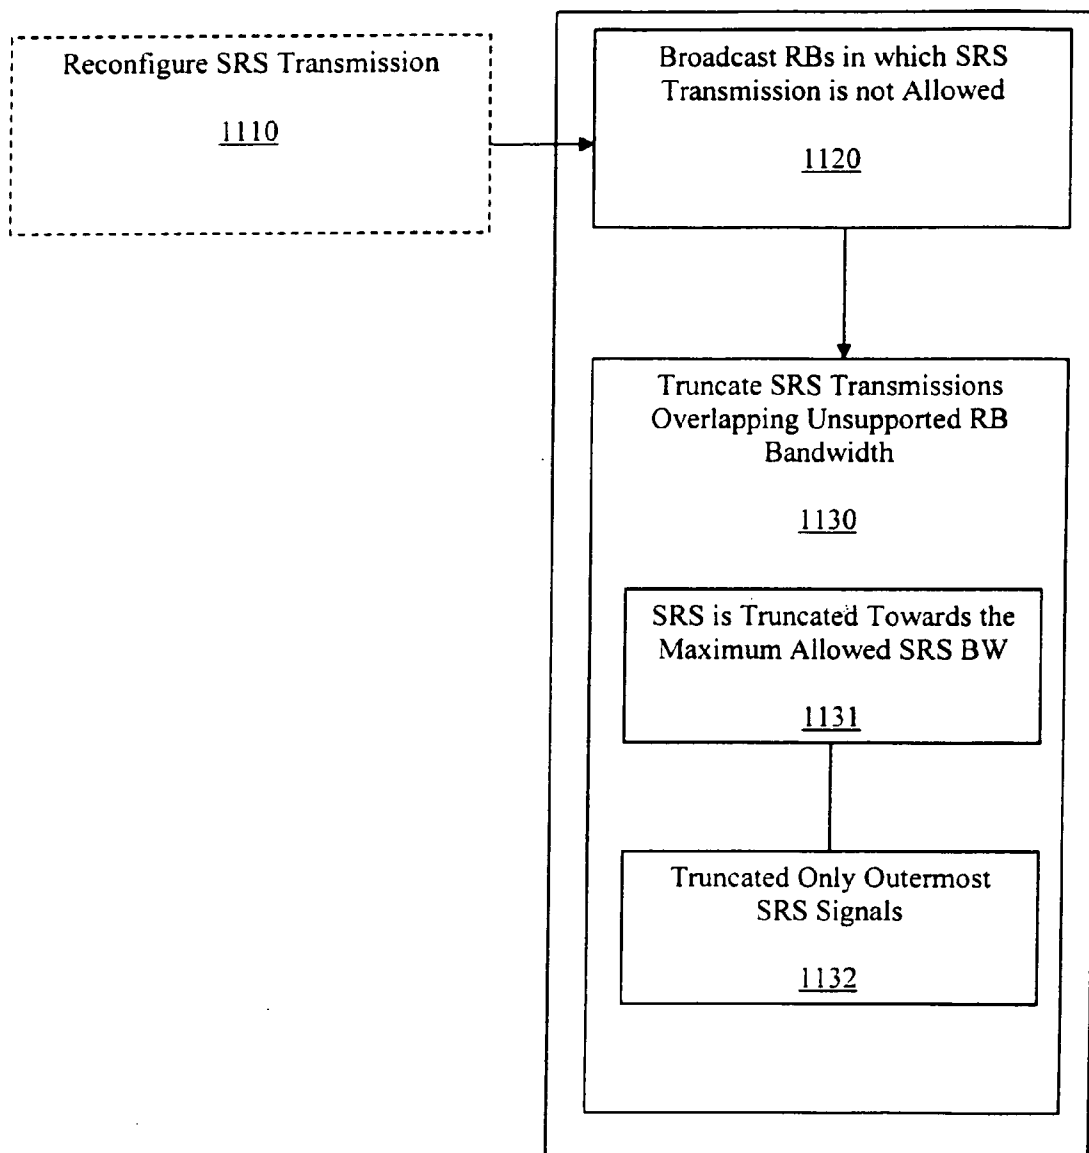 Reconfigure SRS Transmission
1110
Broadcast RBs in which SRS
Transmission is not Allowed
1120
Truncate SRS Transmissions
Overlapping Unsupported RB
Bandwidth
1130
SRS is Truncated Towards the
Maximum Allowed SRS BW
1131
Truncated Only Outermost
SRS Signals
1132